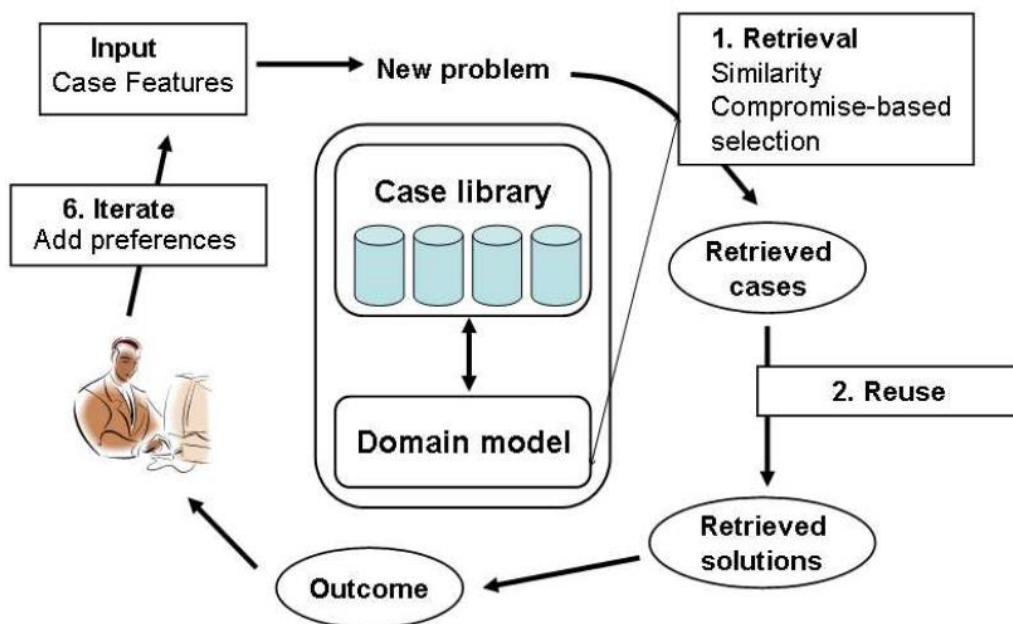 Input
Case Features
New problem
1. Retrieval
Similarity
Compromise-based
selection
Case library
6. Iterate
Add preferences
Retrieved
cases
2. Reuse
Domain model
Retrieved
solutions
Outcome